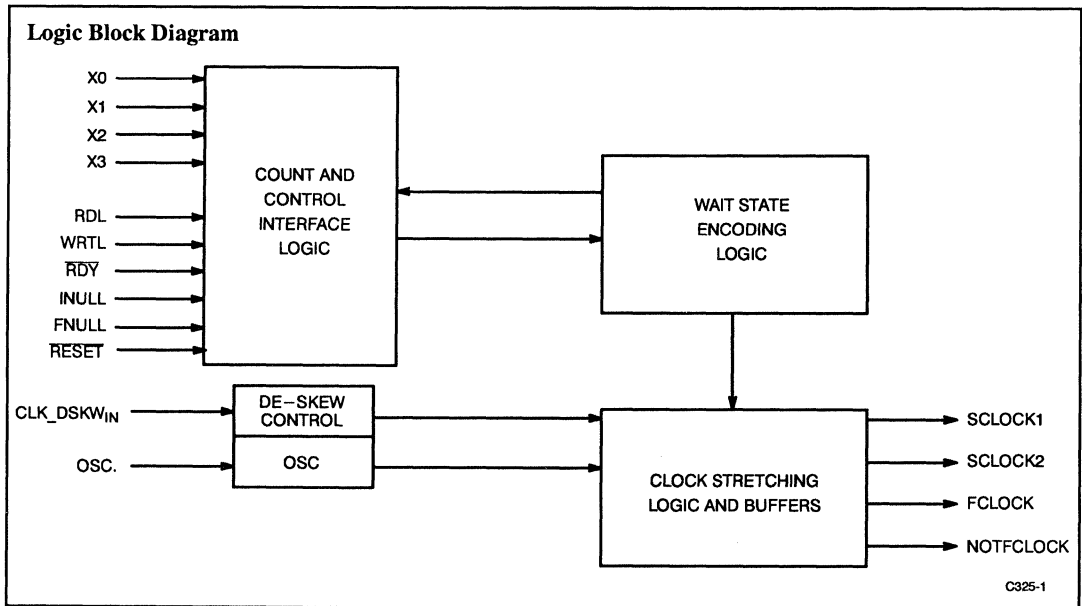 Logic Block Diagram
X0
X1
X2
X3
RDL
WRTL
RDY
INULL
FNULL
RESET
COUNT AND
CONTROL
INTERFACE
LOGIC
WAIT STATE
ENCODING
LOGIC
CLK_DSKWIN
OSC.
DE–SKEW
CONTROL
OSC
CLOCK STRETCHING
LOGIC AND BUFFERS
SCLOCK1
SCLOCK2
FCLOCK
NOTFCLOCK
C325-1